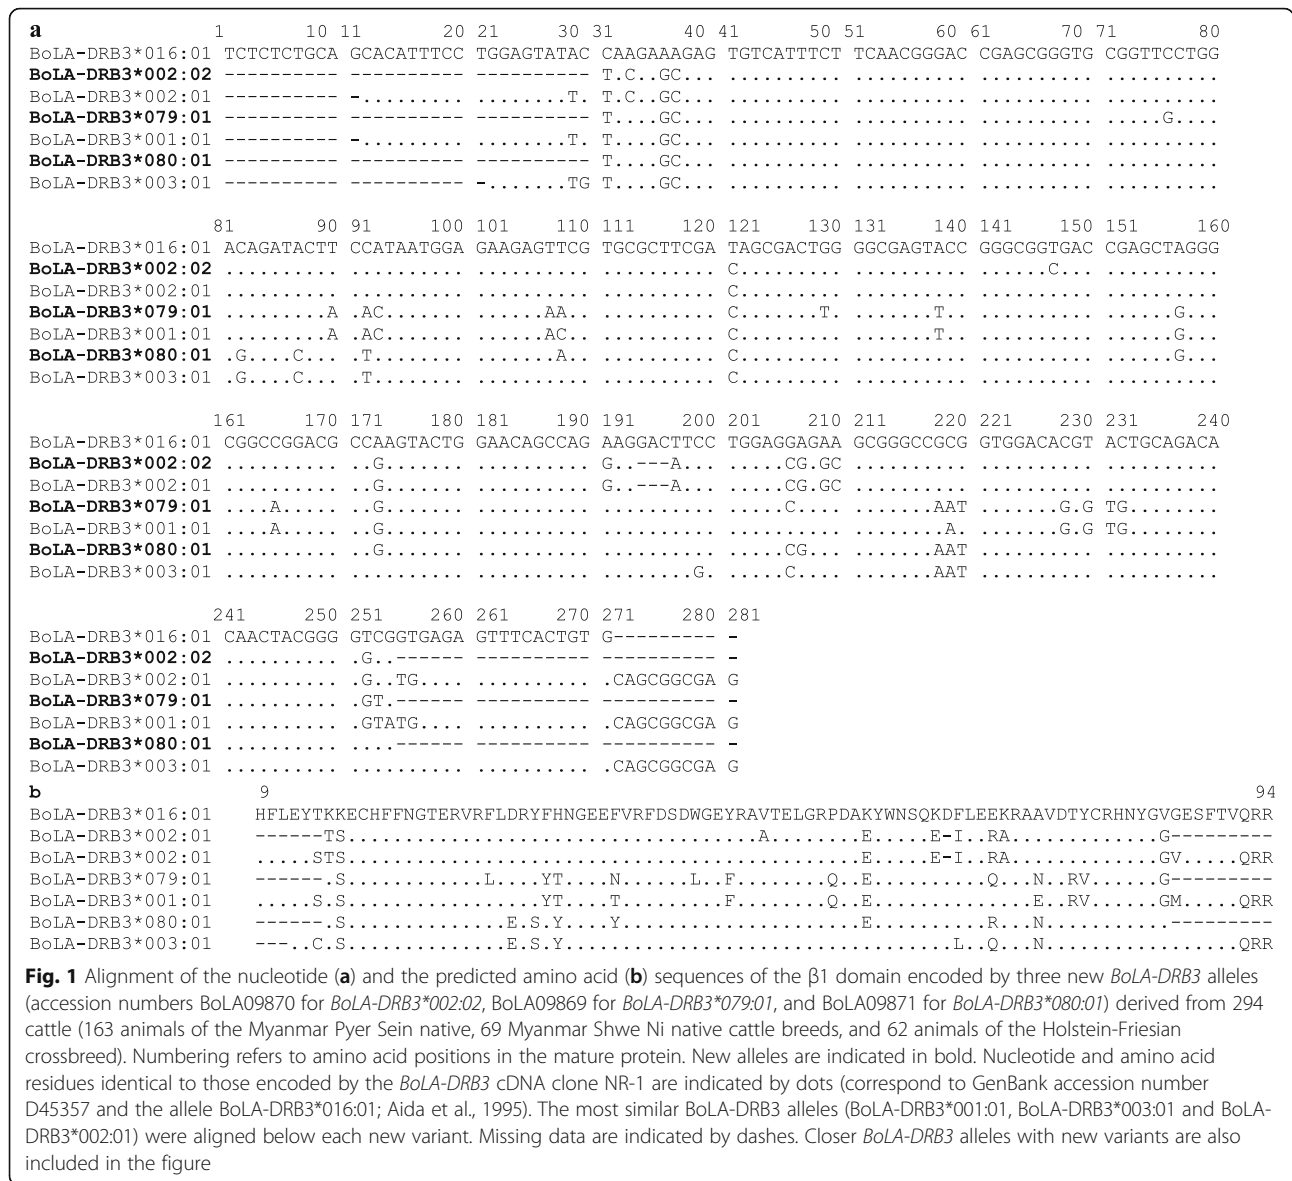 a 1 10 11 20 21 30 31 40 41 50 51 60 61 70 71 80
BoLA-DRB3*016:01 TCTCTCTGCA GCACATTTCC TGGAGTATAC CAAGAAAGAG TGTCATTTCT TCAACGGGAC CGAGCGGGTG CGGTTCCTGG
BoLA-DRB3*002:02 ---------- ---------- ---------- T.C..GC... .......... .......... .......... ..........
BoLA-DRB3*002:01 ---------- -......... ........T. T.C..GC... .......... .......... .......... ..........
BoLA-DRB3*079:01 ---------- ---------- ---------- T....GC... .......... .......... .......... ......G...
BoLA-DRB3*001:01 ---------- -......... ........T. T....GC... .......... .......... .......... ..........
BoLA-DRB3*080:01 ---------- ---------- ---------- T....GC... .......... .......... .......... ..........
BoLA-DRB3*003:01 ---------- ---------- -.......TG T....GC... .......... .......... .......... ..........
81 90 91 100 101 110 111 120 121 130 131 140 141 150 151 160
BoLA-DRB3*016:01 ACAGATACTT CCATAATGGA GAAGAGTTCG TGCGCTTCGA TAGCGACTGG GGCGAGTACC GGGCGGTGAC CGAGCTAGGG
BoLA-DRB3*002:02 .......... .......... .......... .......... C......... .......... .......C.. ..........
BoLA-DRB3*002:01 .......... .......... .......... .......... C......... .......... .......... ..........
BoLA-DRB3*079:01 .........A .AC....... .......AA. .......... C.......T. .......T.. .......... .......G..
BoLA-DRB3*001:01 .........A .AC....... .......AC. .......... C......... .......T.. .......... .......G..
BoLA-DRB3*080:01 .G....C... .T........ ........A. .......... C......... .......... .......... .......G..
BoLA-DRB3*003:01 .G....C... .T........ .......... .......... C......... .......... .......... ..........
161 170 171 180 181 190 191 200 201 210 211 220 221 230 231 240
BoLA-DRB3*016:01 CGGCCGGACG CCAAGTACTG GAACAGCCAG AAGGACTTCC TGGAGGAGAA GCGGGCCGCG GTGGACACGT ACTGCAGACA
BoLA-DRB3*002:02 .......... ..G....... .......... G..---A... .....CG.GC .......... .......... ..........
BoLA-DRB3*002:01 .......... ..G....... .......... G..---A... .....CG.GC .......... .......... ..........
BoLA-DRB3*079:01 ....A..... ..G....... .......... .......... .....C.... .......AAT ........G.G TG........
BoLA-DRB3*001:01 ....A..... ..G....... .......... .......... .......... ........A. ........G.G TG........
BoLA-DRB3*080:01 .......... ..G....... .......... .......... .....CG... .......AAT .......... ..........
BoLA-DRB3*003:01 .......... .......... .......... ........G. .....C.... .......AAT .......... ..........
241 250 251 260 261 270 271 280 281
BoLA-DRB3*016:01 CAACTACGGG GTCGGTGAGA GTTTCACTGT G--------- -
BoLA-DRB3*002:02 .......... .G..------ ---------- ---------- -
BoLA-DRB3*002:01 .......... .G..TG.... .......... .CAGCGGCGA G
BoLA-DRB3*079:01 .......... .GT.------ ---------- ---------- -
BoLA-DRB3*001:01 .......... .GTATG.... .......... .CAGCGGCGA G
BoLA-DRB3*080:01 .......... ....------ ---------- ---------- -
BoLA-DRB3*003:01 .......... .......... .......... .CAGCGGCGA G
b 9 94
BoLA-DRB3*016:01 HFLEYTKKECHFFNGTERVRFLDRYFHNGEEFVRFDSDWGEYRAVTELGRPDAKYWNSQKDFLEEKRAAVDTYCRHNYGVGESFTVQRR
BoLA-DRB3*002:01 ------TS.....................................A........E.....E-I..RA.............G---------
BoLA-DRB3*002:01 .....STS..............................................E.....E-I..RA.............GV.....QRR
BoLA-DRB3*079:01 ------.S.............L....YT....N......W..F........Q..E..........Q...N..RV......G---------
BoLA-DRB3*001:01 .....S.S..................YT....T.........F........Q..E..............E..RV......GM.....QRR
BoLA-DRB3*080:01 ------.S...............E.S.Y....Y.....................E..........R...N...........---------
BoLA-DRB3*003:01 ---..C.S...............E.S.Y..................................L..Q...N.................QRR
Fig. 1 Alignment of the nucleotide (a) and the predicted amino acid (b) sequences of the β1 domain encoded by three new BoLA-DRB3 alleles
(accession numbers BoLA09870 for BoLA-DRB3*002:02, BoLA09869 for BoLA-DRB3*079:01, and BoLA09871 for BoLA-DRB3*080:01) derived from 294
cattle (163 animals of the Myanmar Pyer Sein native, 69 Myanmar Shwe Ni native cattle breeds, and 62 animals of the Holstein-Friesian
crossbreed). Numbering refers to amino acid positions in the mature protein. New alleles are indicated in bold. Nucleotide and amino acid
residues identical to those encoded by the BoLA-DRB3 cDNA clone NR-1 are indicated by dots (correspond to GenBank accession number
D45357 and the allele BoLA-DRB3*016:01; Aida et al., 1995). The most similar BoLA-DRB3 alleles (BoLA-DRB3*001:01, BoLA-DRB3*003:01 and BoLA-
DRB3*002:01) were aligned below each new variant. Missing data are indicated by dashes. Closer BoLA-DRB3 alleles with new variants are also
included in the figure